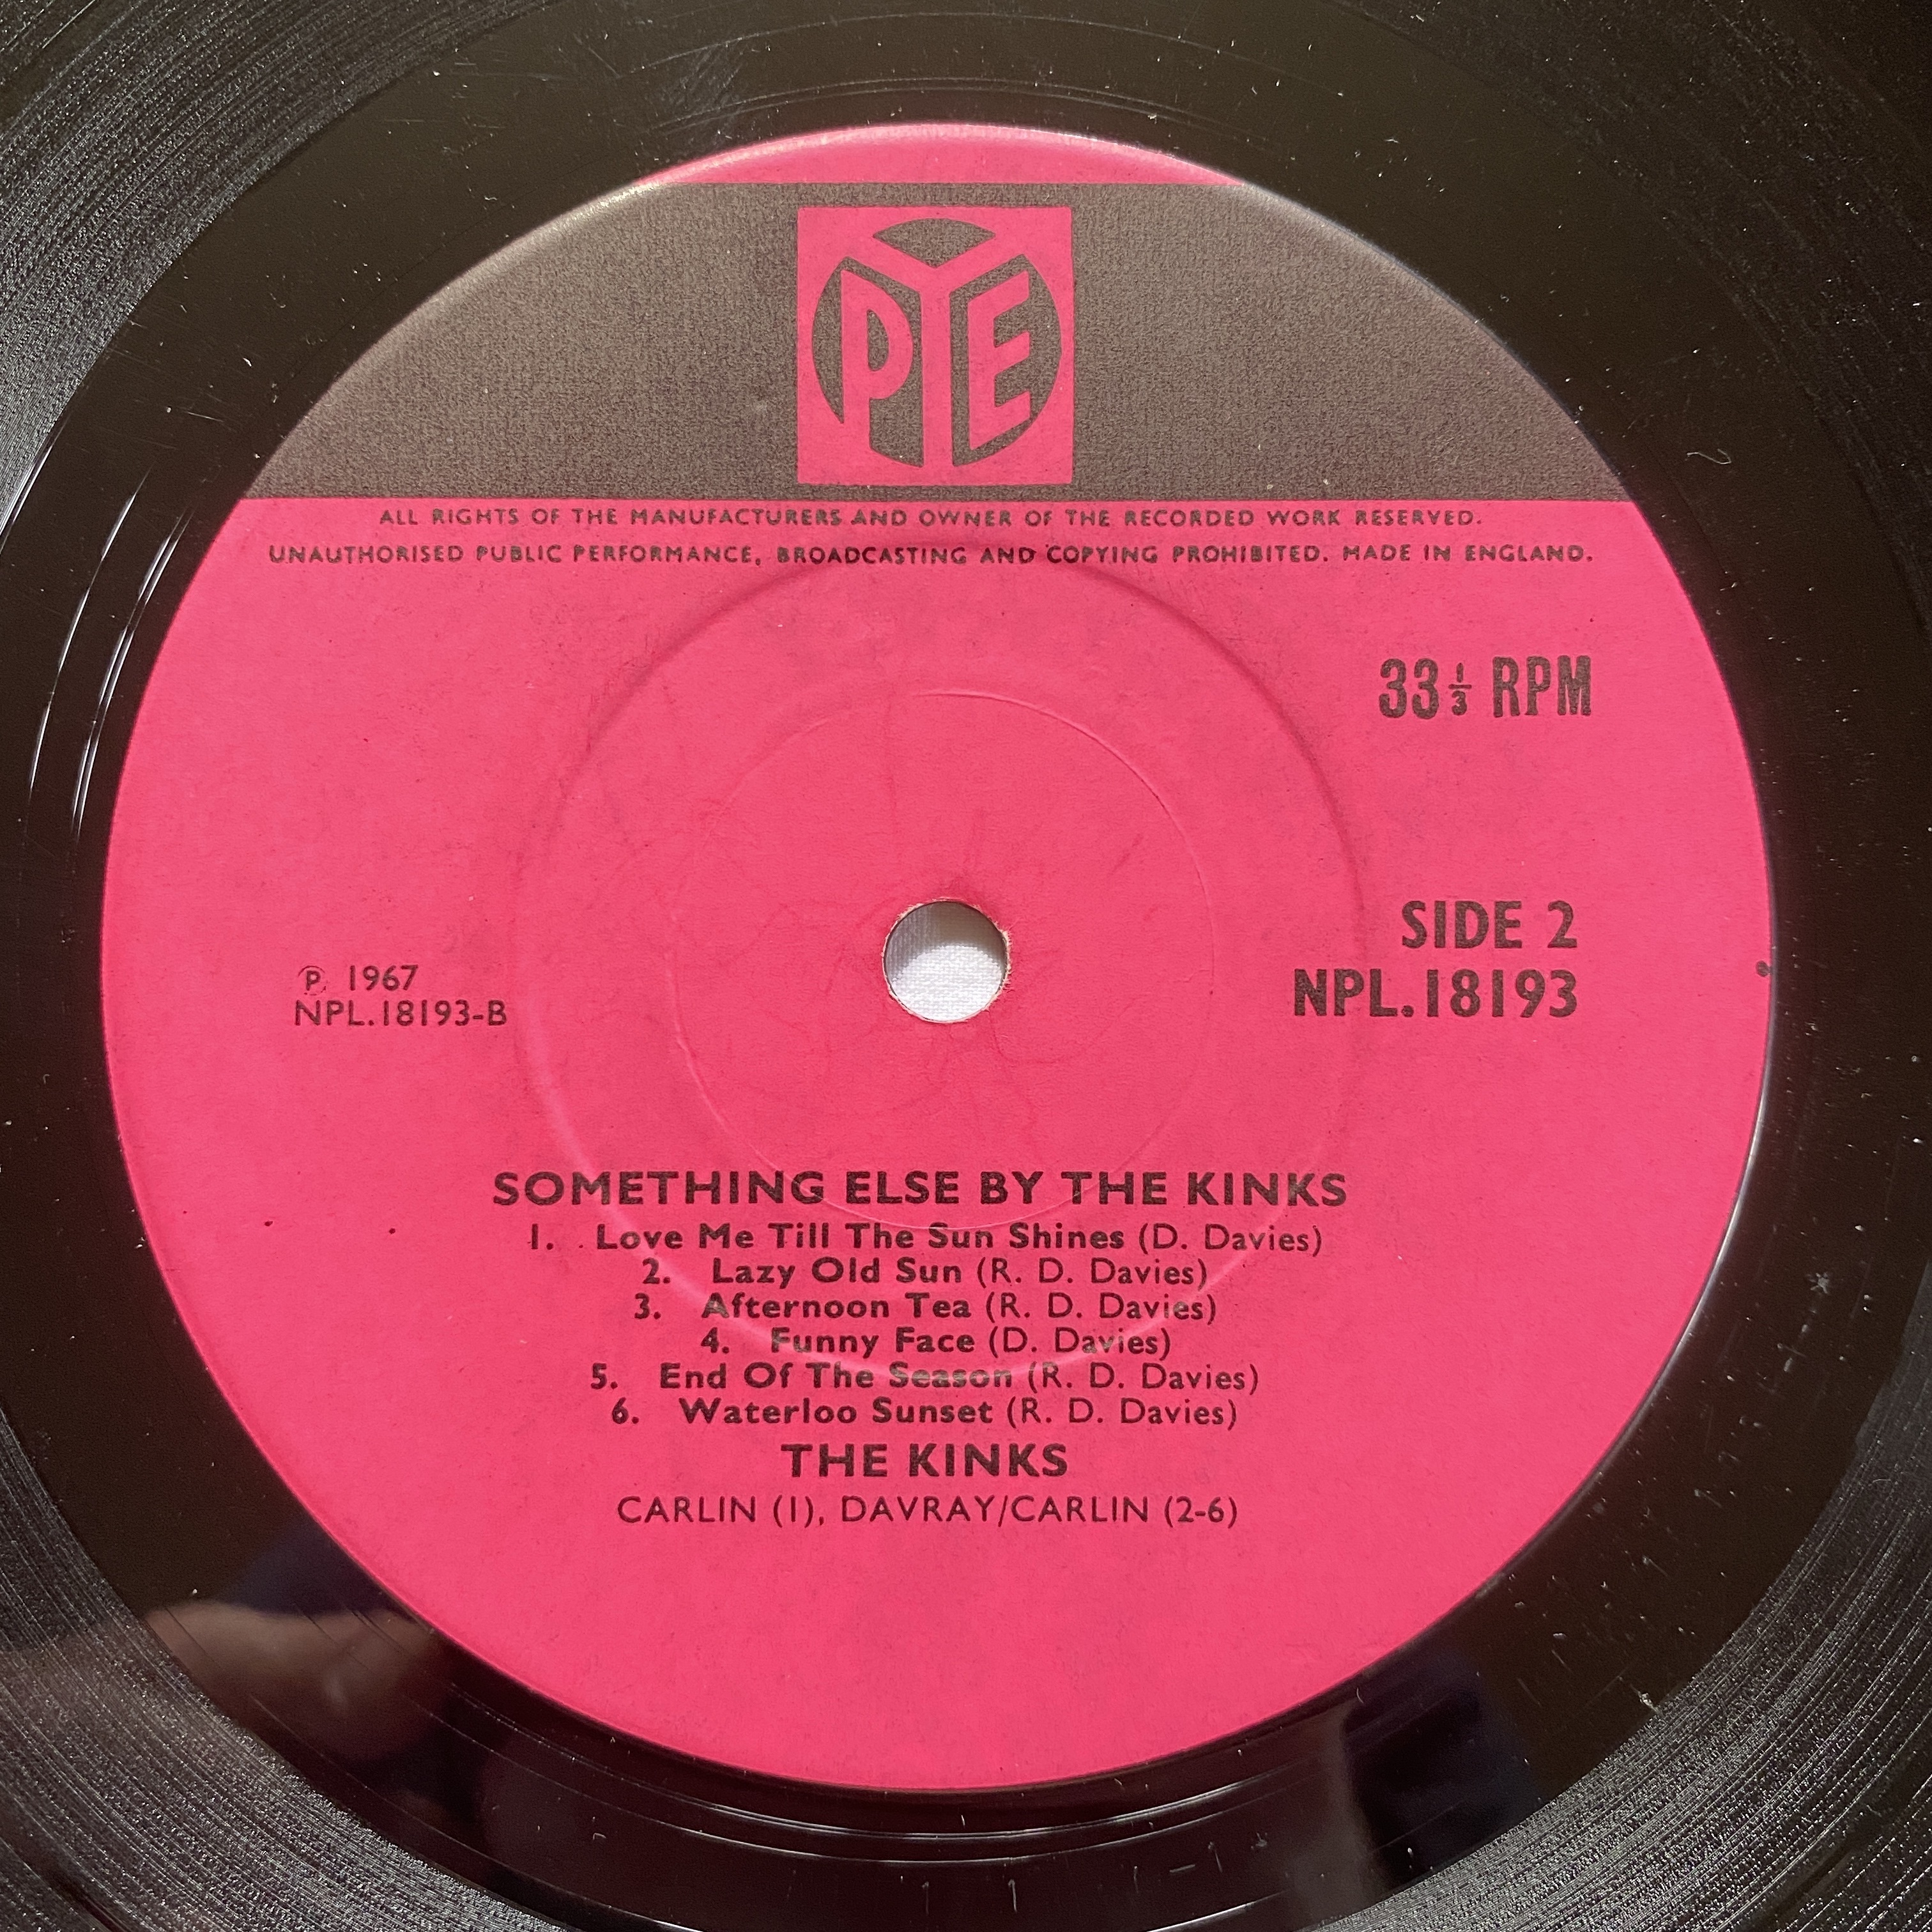 PYE
ALL RIGHTS OF THE MANUFACTURERS AND OWNER OF THE RECORDED WORK RESERVED.
UNAUTHORISED PUBLIC PERFORMANCE, BROADCASTING AND COPYING PROHIBITED. MADE IN ENGLAND.
33⅓ RPM
SIDE 2
NPL.18193
℗ 1967
NPL.18193-B
SOMETHING ELSE BY THE KINKS
1. Love Me Till The Sun Shines (D. Davies)
2. Lazy Old Sun (R. D. Davies)
3. Afternoon Tea (R. D. Davies)
4. Funny Face (D. Davies)
5. End Of The Season (R. D. Davies)
6. Waterloo Sunset (R. D. Davies)
THE KINKS
CARLIN (1), DAVRAY/CARLIN (2-6)